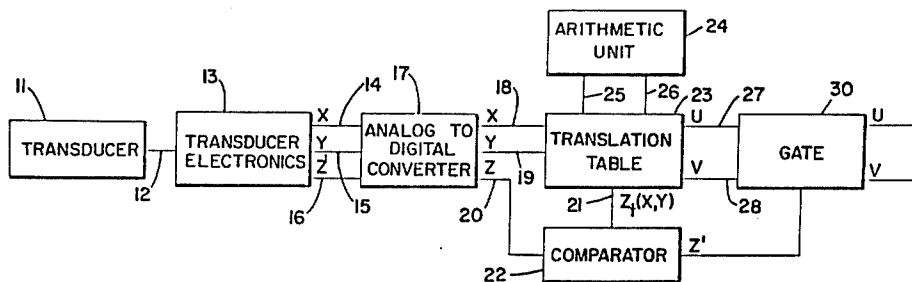 ARITHMETIC
UNIT
24
11
13
14
17
18
25
26
23
27
30
TRANSDUCER
12
TRANSDUCER
ELECTRONICS
X
Y
Z
16
15
ANALOG TO
DIGITAL
CONVERTER
X
Y
Z
20
19
TRANSLATION
TABLE
U
V
28
GATE
U
V
21
Zt(X,Y)
COMPARATOR
22
Z'